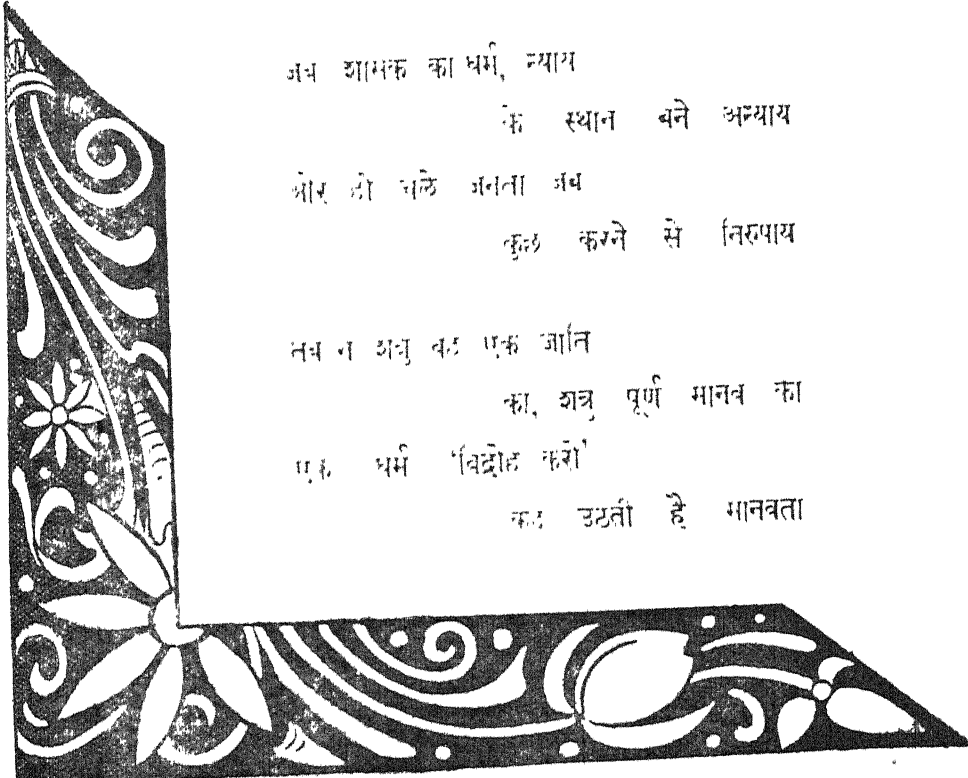 जब शासक का धर्म, न्याय
के स्थान बने अन्याय
और हो चले जनता जब
कुछ करने से निरुपाय
तब न शत्रु वह एक जाति
का, शत्रु पूर्ण मानव का
एक धर्म 'विद्रोह करो'
कह उठती है मानवता